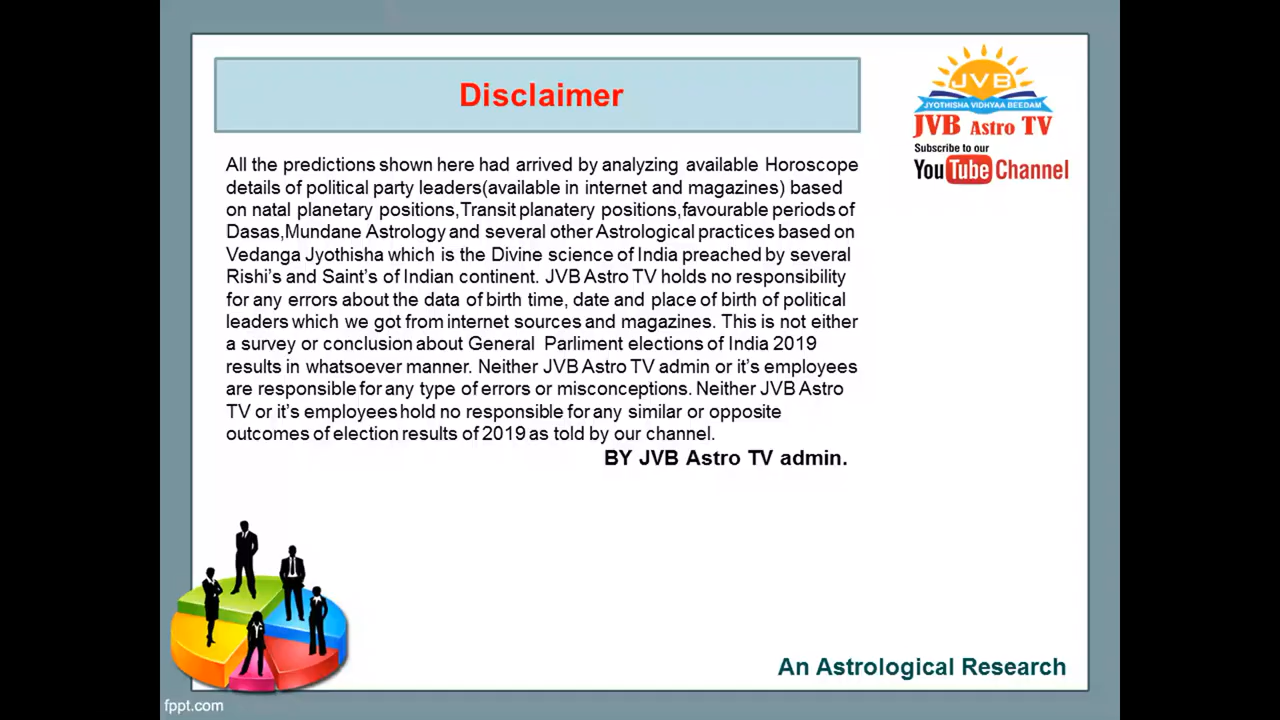 Disclaimer
JVB
JYOTHISHA VIDHYAA BEEDAM
JVB Astro TV
Subscribe to our
YouTube Channel
All the predictions shown here had arrived by analyzing available Horoscope
details of political party leaders(available in internet and magazines) based
on natal planetary positions,Transit planatery positions,favourable periods of
Dasas,Mundane Astrology and several other Astrological practices based on
Vedanga Jyothisha which is the Divine science of India preached by several
Rishi's and Saint's of Indian continent. JVB Astro TV holds no responsibility
for any errors about the data of birth time, date and place of birth of political
leaders which we got from internet sources and magazines. This is not either
a survey or conclusion about General Parliment elections of India 2019
results in whatsoever manner. Neither JVB Astro TV admin or it's employees
are responsible for any type of errors or misconceptions. Neither JVB Astro
TV or it's employees hold no responsible for any similar or opposite
outcomes of election results of 2019 as told by our channel.
BY JVB Astro TV admin.
An Astrological Research
fppt.com